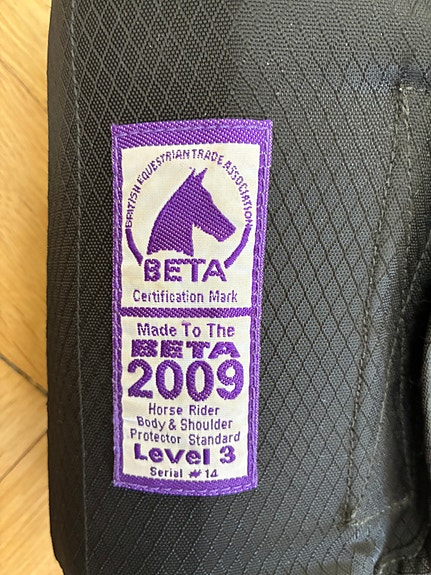 BRITISH EQUESTRIAN TRADE ASSOCIATION
BETA
Certification Mark
Made To The
BETA
2009
Horse Rider
Body & Shoulder
Protector Standard
Level 3
Serial # 14